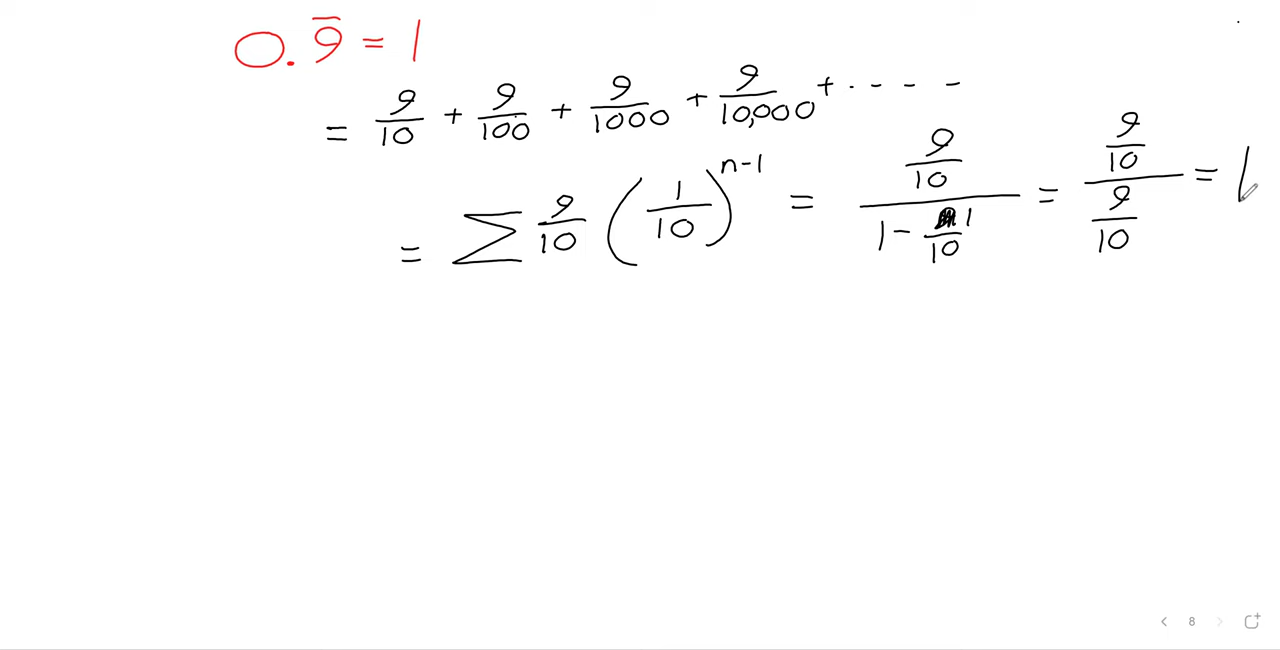 0.9̅ = 1
= 9/10 + 9/100 + 9/1000 + 9/10,000 + · - - -
= ∑ 9/10 (1/10)^(n-1) = (9/10)/(1 - 1/10) = (9/10)/(9/10) = 1
8